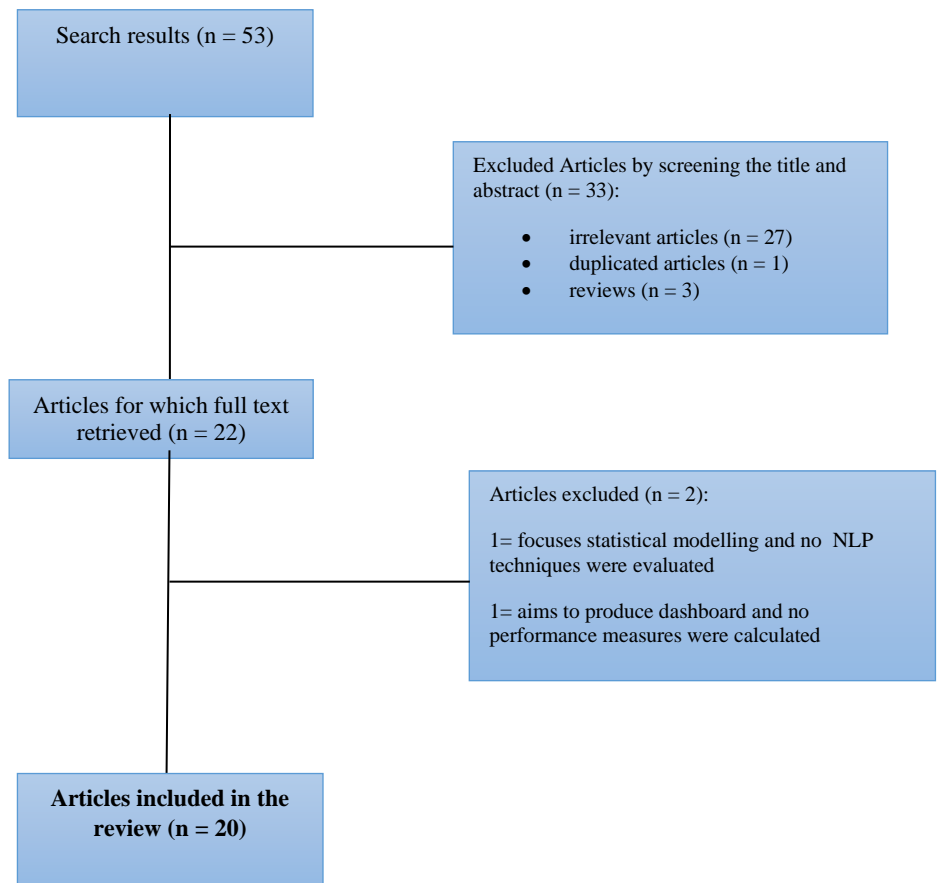 Search results (n = 53)
Excluded Articles by screening the title and
abstract (n = 33):
• irrelevant articles (n = 27)
• duplicated articles (n = 1)
• reviews (n = 3)
Articles for which full text
retrieved (n = 22)
Articles excluded (n = 2):
1= focuses statistical modelling and no NLP
techniques were evaluated
1= aims to produce dashboard and no
performance measures were calculated
Articles included in the
review (n = 20)